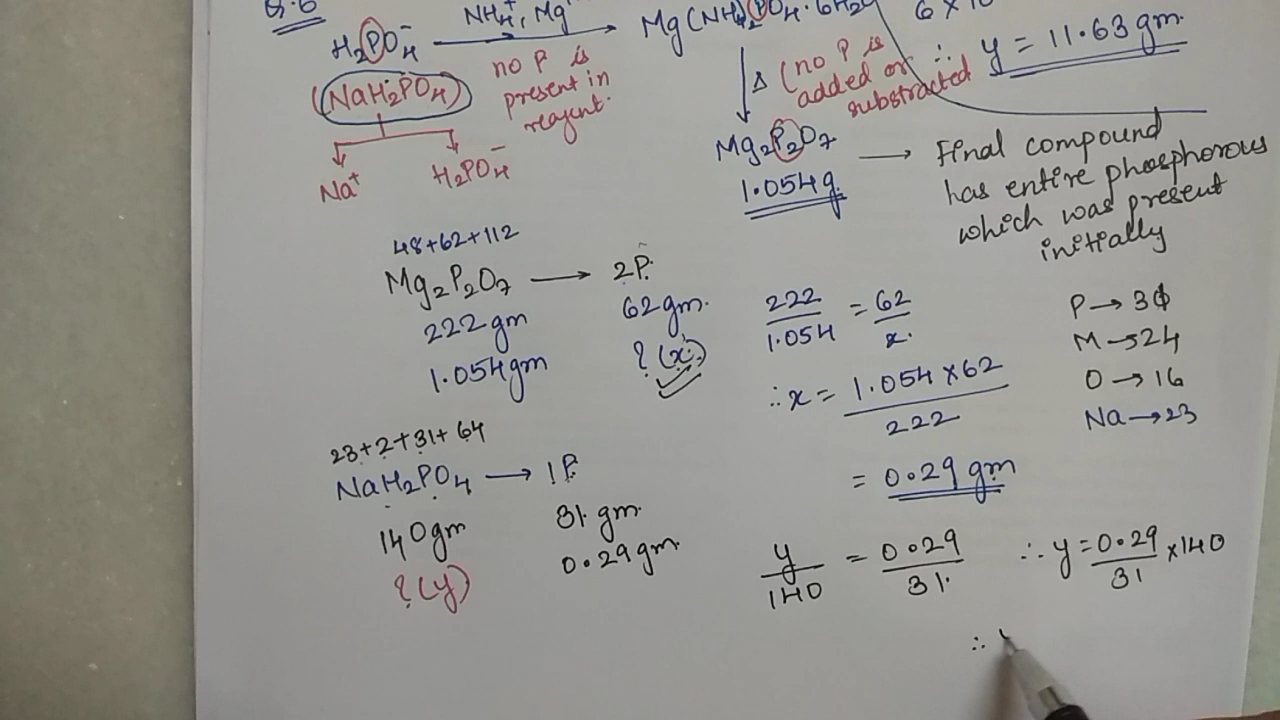 Q.6
H₂PO₄⁻ NH₄⁺, Mg Mg(NH₄)₂PO₄·6H₂O
6 × 10
∴ y = 11.63 gm.
(NaH₂PO₄)
no P is
present in
reagent.
Δ (no P is
added or
substracted
Na⁺ H₂PO₄⁻
Mg₂P₂O₇ → Final compound
1.054 g. has entire phosphorous
which was present
initially
48+62+112
Mg₂P₂O₇ → 2P.
222 gm 62 gm.
1.054 gm ? (x)
222/1.054 = 62/x.
∴ x = 1.054 × 62 / 222
= 0.29 gm
P → 31
M → 24
O → 16
Na → 23
23+2+31+64
NaH₂PO₄ → 1P.
140 gm 31 gm.
? (y) 0.29 gm.
y/140 = 0.29/31. ∴ y = 0.29/31 × 140
∴